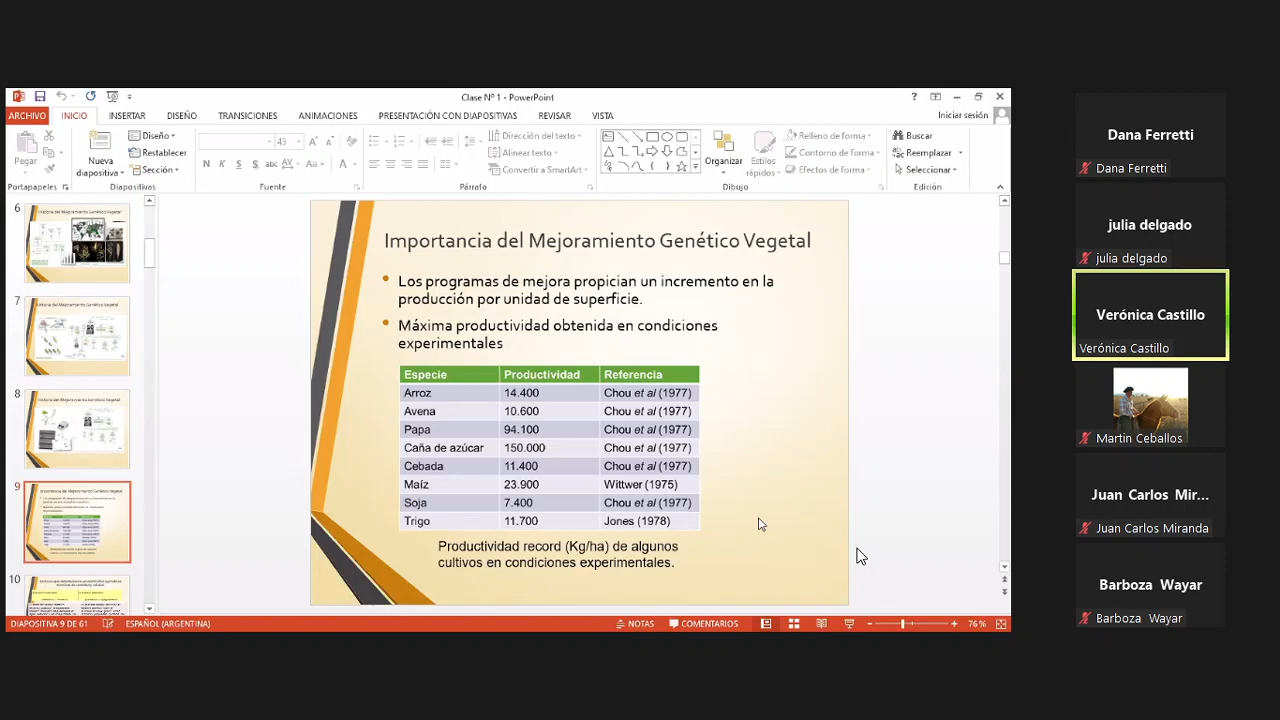 Clase Nº 1 - PowerPoint
Iniciar sesión
ARCHIVO INICIO INSERTAR DISEÑO TRANSICIONES ANIMACIONES PRESENTACIÓN CON DIAPOSITIVAS REVISAR VISTA
Pegar
Nueva diapositiva
Diseño
Restablecer
Sección
43
N K S S abc AV Aa A
Dirección del texto
Alinear texto
Convertir a SmartArt
Organizar
Estilos rápidos
Relleno de forma
Contorno de forma
Efectos de forma
Buscar
Reemplazar
Seleccionar
Portapapeles Diapositivas Fuente Párrafo Dibujo Edición
6
7
8
9
10
Importancia del Mejoramiento Genético Vegetal
Los programas de mejora propician un incremento en la
producción por unidad de superficie.
Máxima productividad obtenida en condiciones
experimentales
Especie Productividad Referencia
Arroz 14.400 Chou et al (1977)
Avena 10.600 Chou et al (1977)
Papa 94.100 Chou et al (1977)
Caña de azúcar 150.000 Chou et al (1977)
Cebada 11.400 Chou et al (1977)
Maíz 23.900 Wittwer (1975)
Soja .400 Chou et al (1977)
Trigo .700 Jones (1978)
Productividad record (Kg/ha) de algunos
cultivos en condiciones experimentales.
DIAPOSITIVA 9 DE 61 ESPAÑOL (ARGENTINA) NOTAS COMENTARIOS 76 %
Dana Ferretti
Dana Ferretti
julia delgado
julia delgado
Verónica Castillo
Verónica Castillo
Martin Ceballos
Juan Carlos Mir...
Juan Carlos Miranda
Barboza Wayar
Barboza Wayar